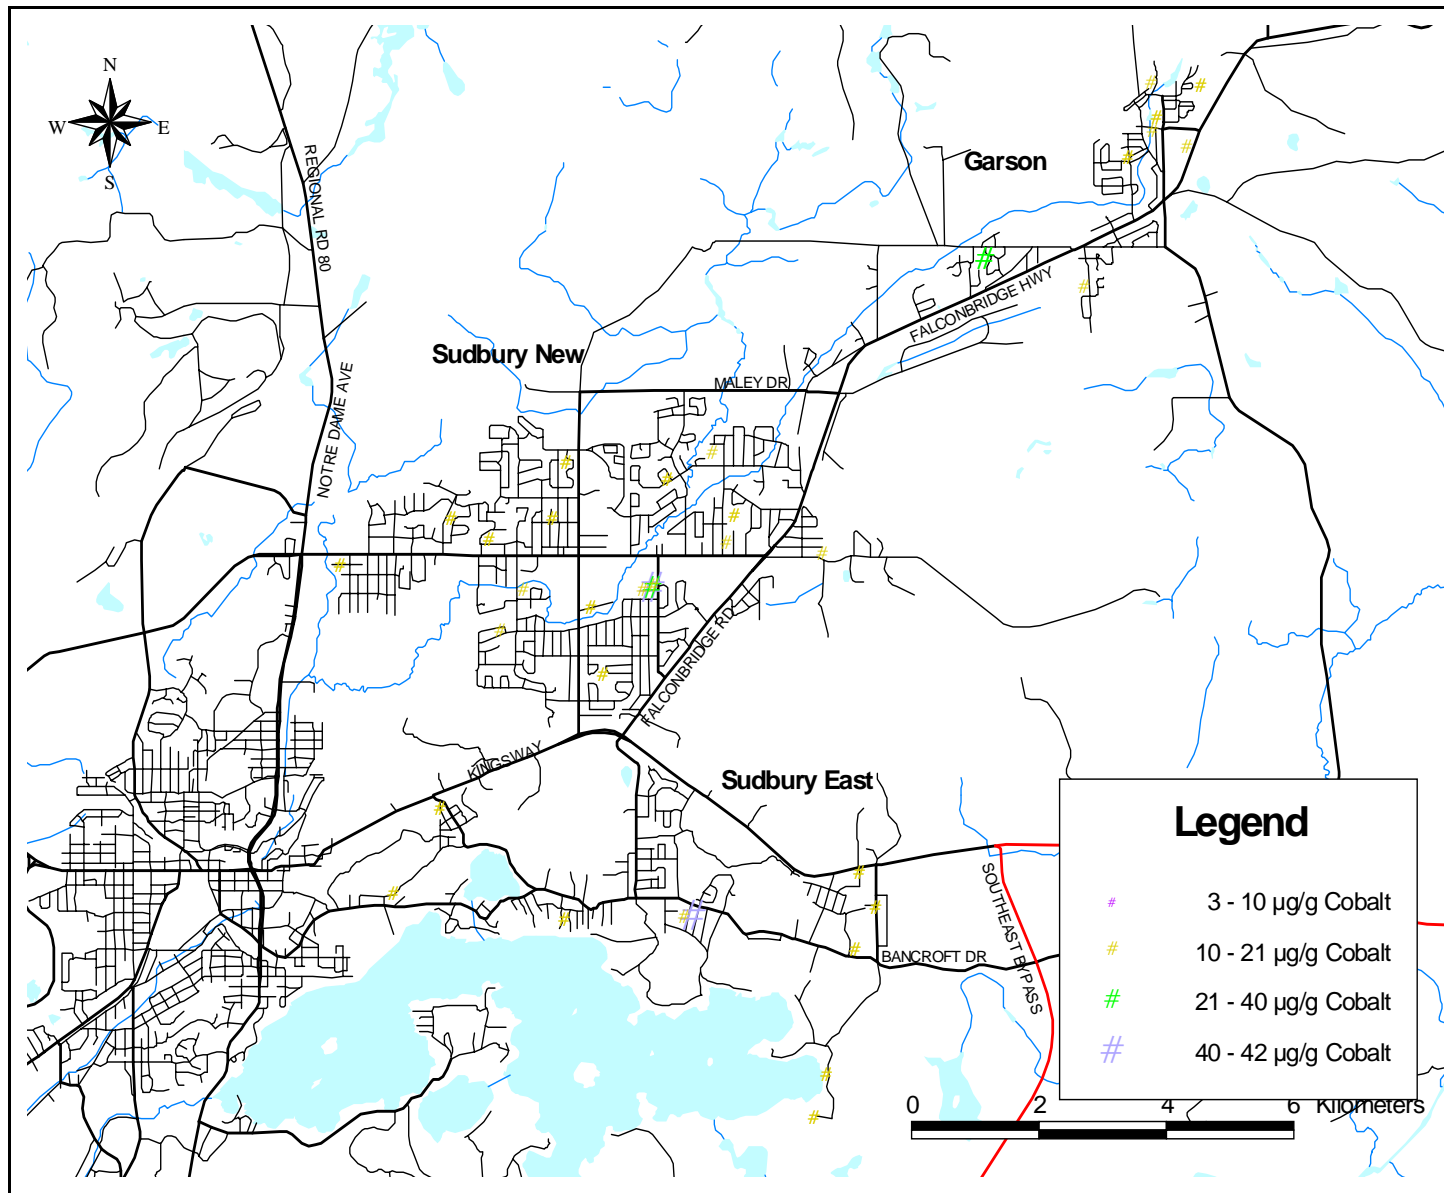 N
W E
S
REGIONAL RD 80
Garson
FALCONBRIDGE HWY
Sudbury New
MALEY DR
NOTRE DAME AVE
FALCONBRIDGE RD
KINGSWAY
Sudbury East
SOUTHEAST BYPASS
BANCROFT DR
Legend
# 3 - 10 µg/g Cobalt
# 10 - 21 µg/g Cobalt
# 21 - 40 µg/g Cobalt
# 40 - 42 µg/g Cobalt
0 2 4 6 Kilometers